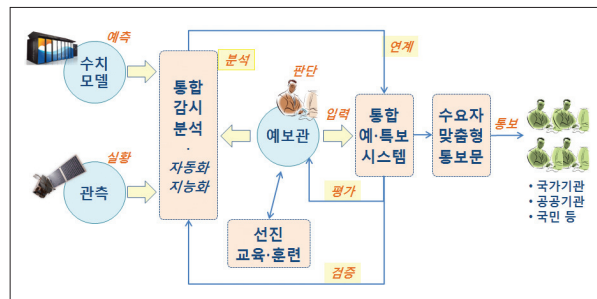 예측
수치
모델
실황
관측
분석
통합
감시
분석
·
자동화
지능화
판단
예보관
입력
연계
통합
예·특보
시스템
평가
선진
교육·훈련
검증
수요자
맞춤형
통보문
통보
• 국가기관
• 공공기관
• 국민 등